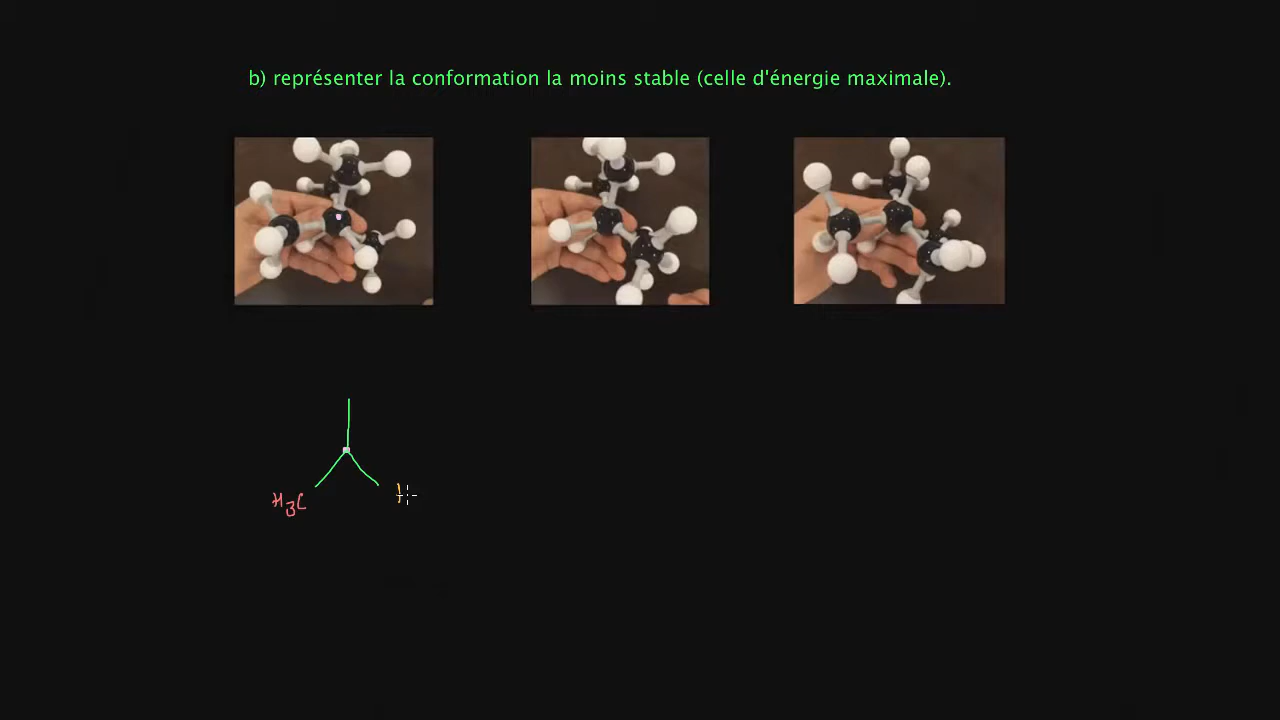 b) représenter la conformation la moins stable (celle d'énergie maximale).
H₃C